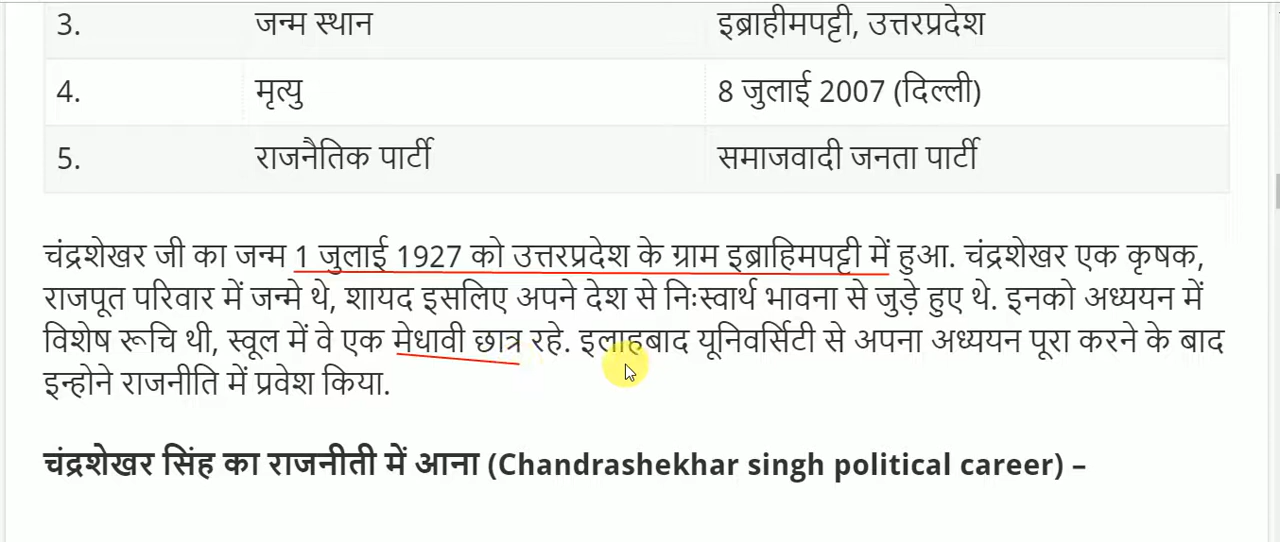 3. जन्म स्थान इब्राहीमपट्टी, उत्तरप्रदेश
4. मृत्यु 8 जुलाई 2007 (दिल्ली)
5. राजनैतिक पार्टी समाजवादी जनता पार्टी
चंद्रशेखर जी का जन्म 1 जुलाई 1927 को उत्तरप्रदेश के ग्राम इब्राहिमपट्टी में हुआ. चंद्रशेखर एक कृषक,
राजपूत परिवार में जन्मे थे, शायद इसलिए अपने देश से निःस्वार्थ भावना से जुड़े हुए थे. इनको अध्ययन में
विशेष रूचि थी, स्वूल में वे एक मेधावी छात्र रहे. इलाहबाद यूनिवर्सिटी से अपना अध्ययन पूरा करने के बाद
इन्होने राजनीति में प्रवेश किया.
चंद्रशेखर सिंह का राजनीती में आना (Chandrashekhar singh political career) –